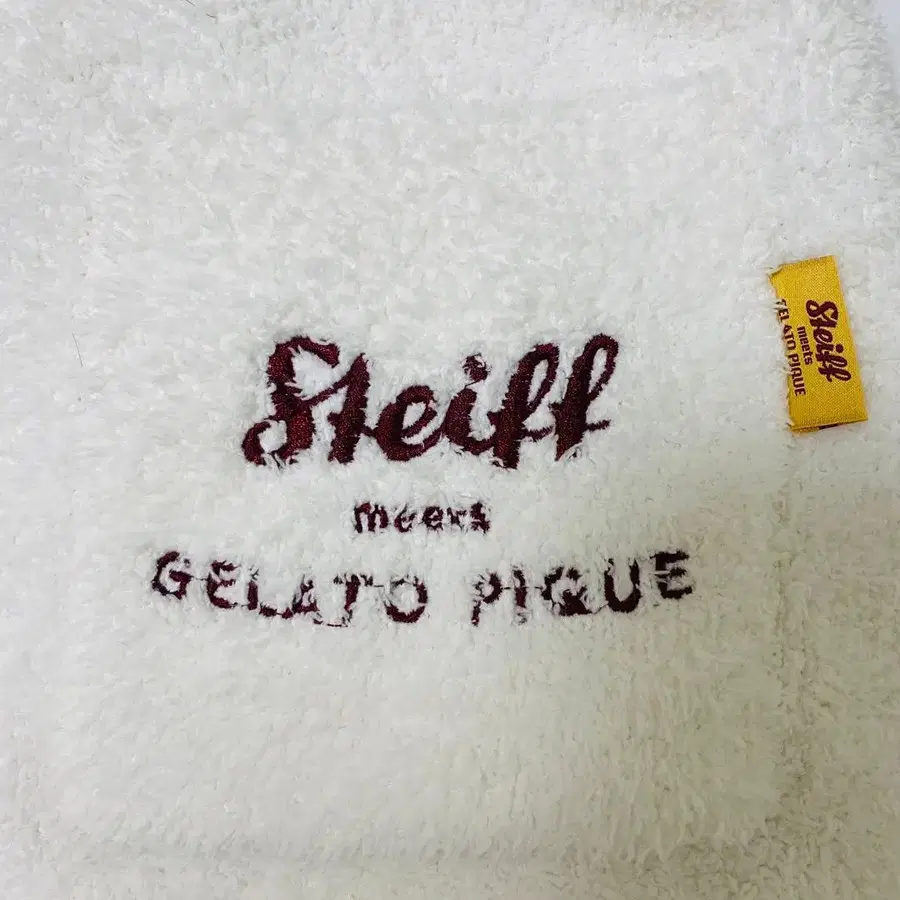 Steiff
meets
GELATO PIQUE
Steiff
meets
GELATO PIQUE